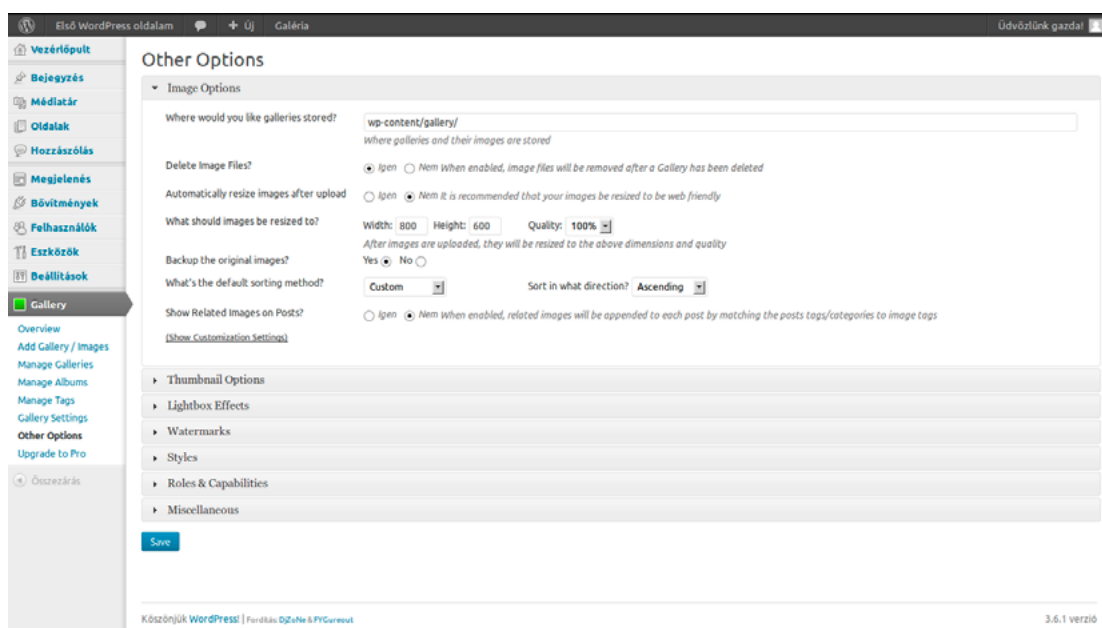 Első WordPress oldalam + Új Galéria Üdvözlünk gazda!
Vezérlőpult
Bejegyzés
Médiatár
Oldalak
Hozzászólás
Megjelenés
Bővítmények
Felhasználók
Eszközök
Beállítások
Gallery
Overview
Add Gallery / Images
Manage Galleries
Manage Albums
Manage Tags
Gallery Settings
Other Options
Upgrade to Pro
Összezárás
Other Options
Image Options
Where would you like galleries stored? wp-content/gallery/
Where galleries and their images are stored
Delete Image Files? Igen Nem When enabled, image files will be removed after a Gallery has been deleted
Automatically resize images after upload Igen Nem It is recommended that your images be resized to be web friendly
What should images be resized to? Width: 800 Height: 600 Quality: 100%
After images are uploaded, they will be resized to the above dimensions and quality
Backup the original images? Yes No
What's the default sorting method? Custom Sort in what direction? Ascending
Show Related Images on Posts? Igen Nem When enabled, related images will be appended to each post by matching the posts tags/categories to image tags
(Show Customization Settings)
Thumbnail Options
Lightbox Effects
Watermarks
Styles
Roles & Capabilities
Miscellaneous
Save
Köszönjük WordPress! | Fordítás: DjZoNe & FYGureout 3.6.1 verzió